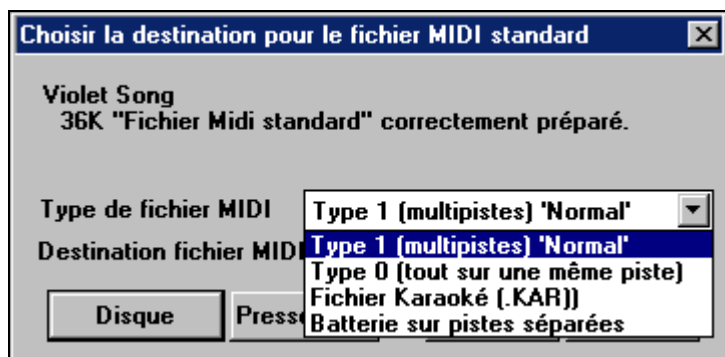 Choisir la destination pour le fichier MIDI standard
Violet Song
36K "Fichier Midi standard" correctement préparé.
Type de fichier MIDI Type 1 (multipistes) 'Normal'
Destination fichier MIDI Type 1 (multipistes) 'Normal'
Type 0 (tout sur une même piste)
Fichier Karaoké (.KAR))
Disque Batterie sur pistes séparées